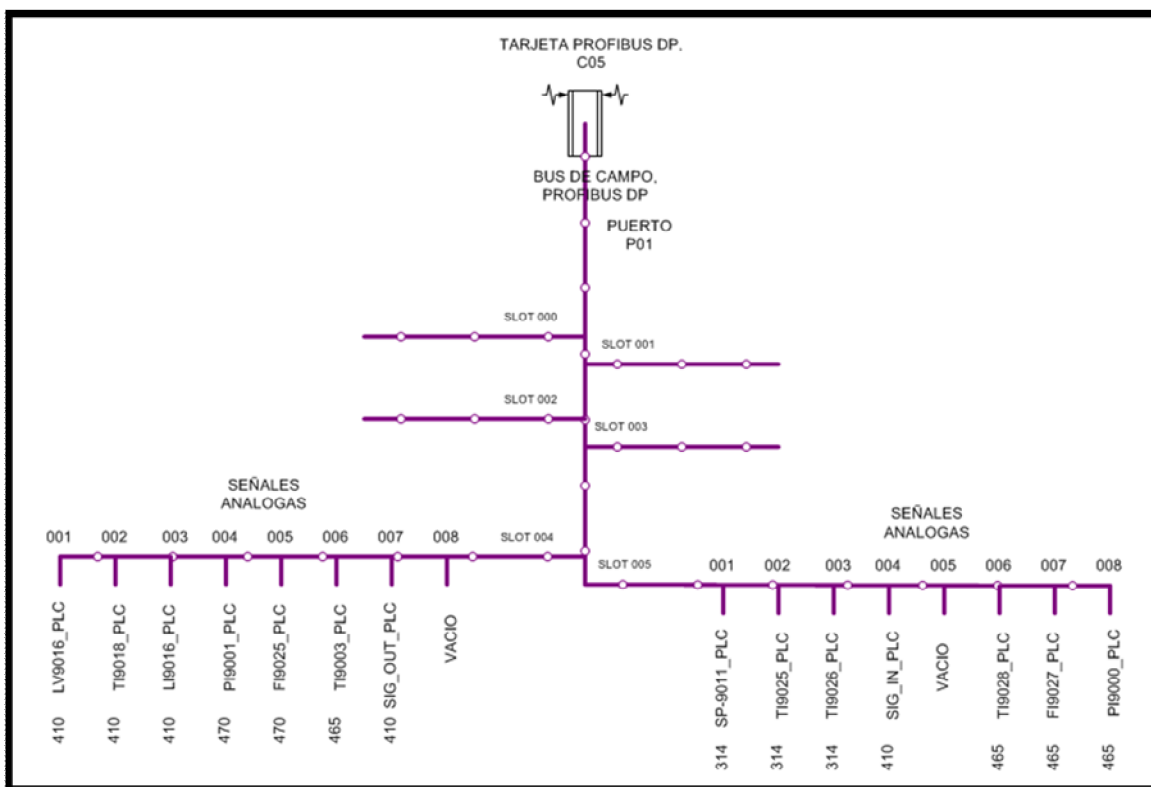 TARJETA PROFIBUS DP.
C05
BUS DE CAMPO,
PROFIBUS DP
PUERTO
P01
SLOT 000
SLOT 001
SLOT 002
SLOT 003
SEÑALES
ANALOGAS
001 002 003 004 005 006 007 008
SLOT 004
LV9016_PLC
TI9018_PLC
LI9016_PLC
PI9001_PLC
FI9025_PLC
TI9003_PLC
SIG_OUT_PLC
VACIO
410
410
410
470
470
465
410
SEÑALES
ANALOGAS
SLOT 005
001 002 003 004 005 006 007 008
SP-9011_PLC
TI9025_PLC
TI9026_PLC
SIG_IN_PLC
VACIO
TI9028_PLC
FI9027_PLC
PI9000_PLC
314
314
314
410
465
465
465